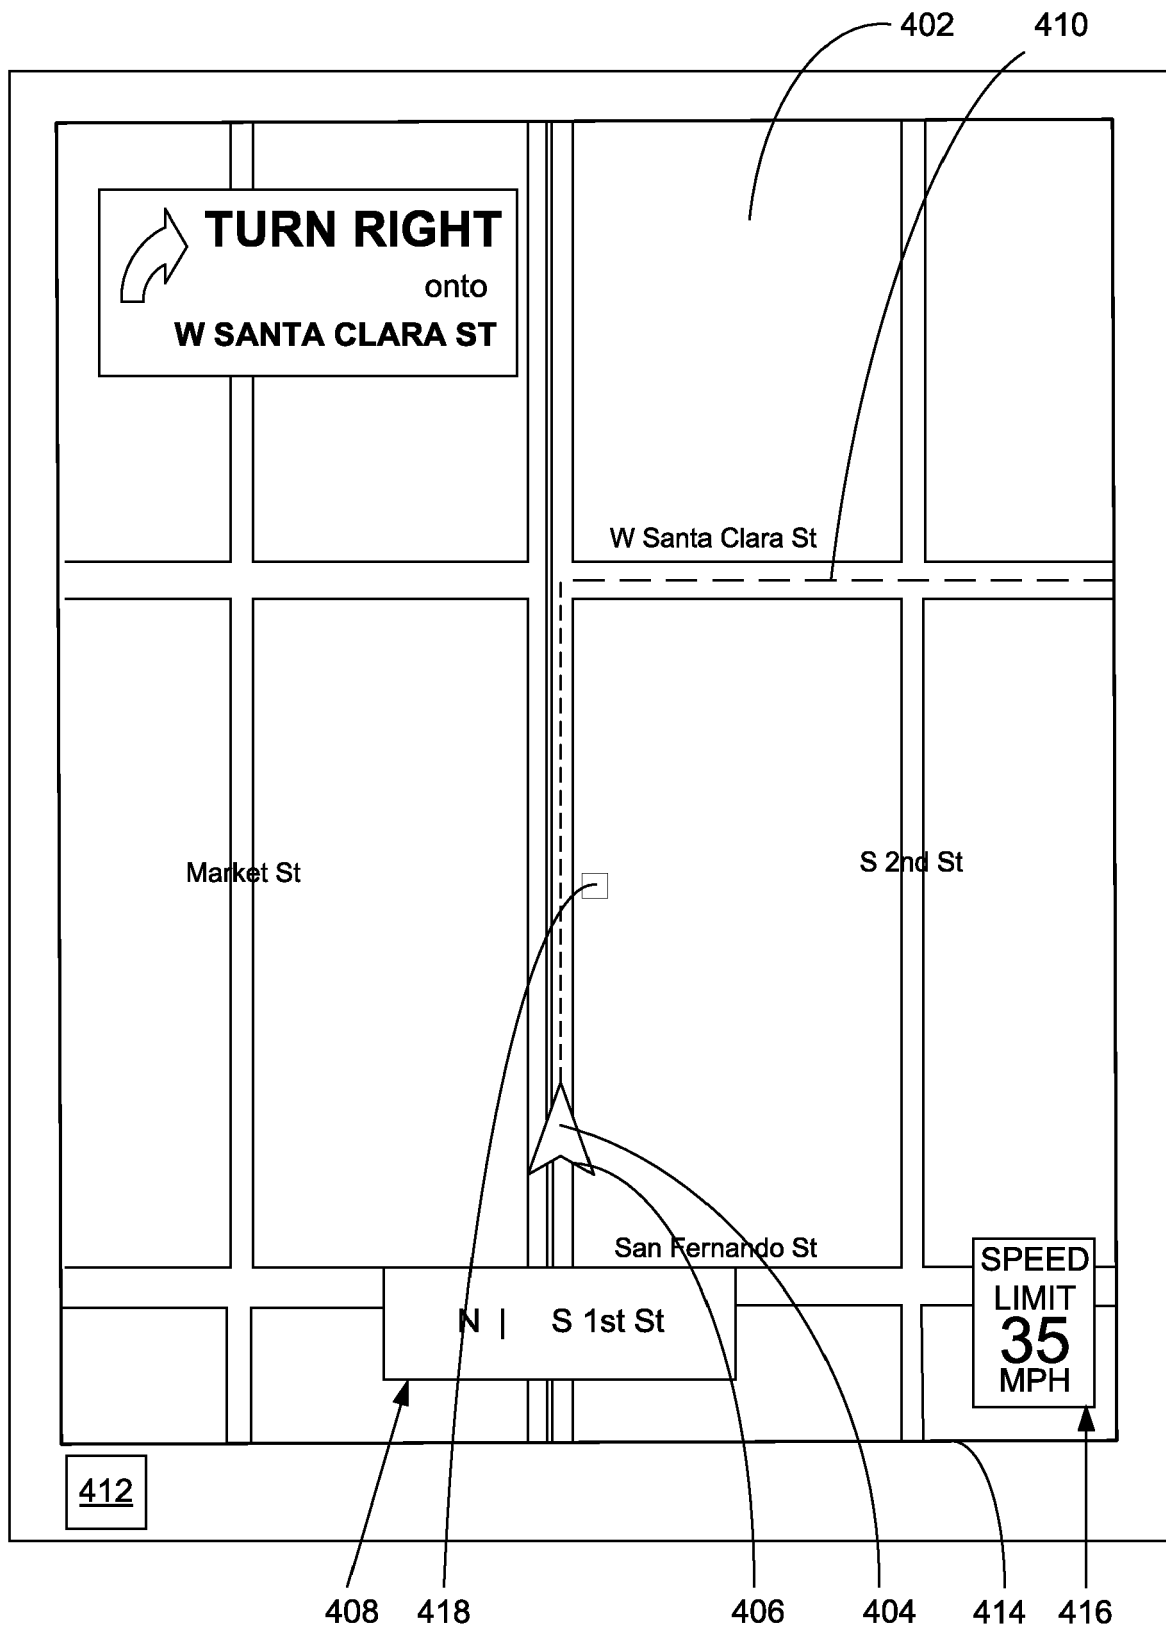 402
410
TURN RIGHT
onto
W SANTA CLARA ST
W Santa Clara St
Market St
S 2nd St
San Fernando St
N | S 1st St
SPEED
LIMIT
35
MPH
412
408
418
406
404
414
416